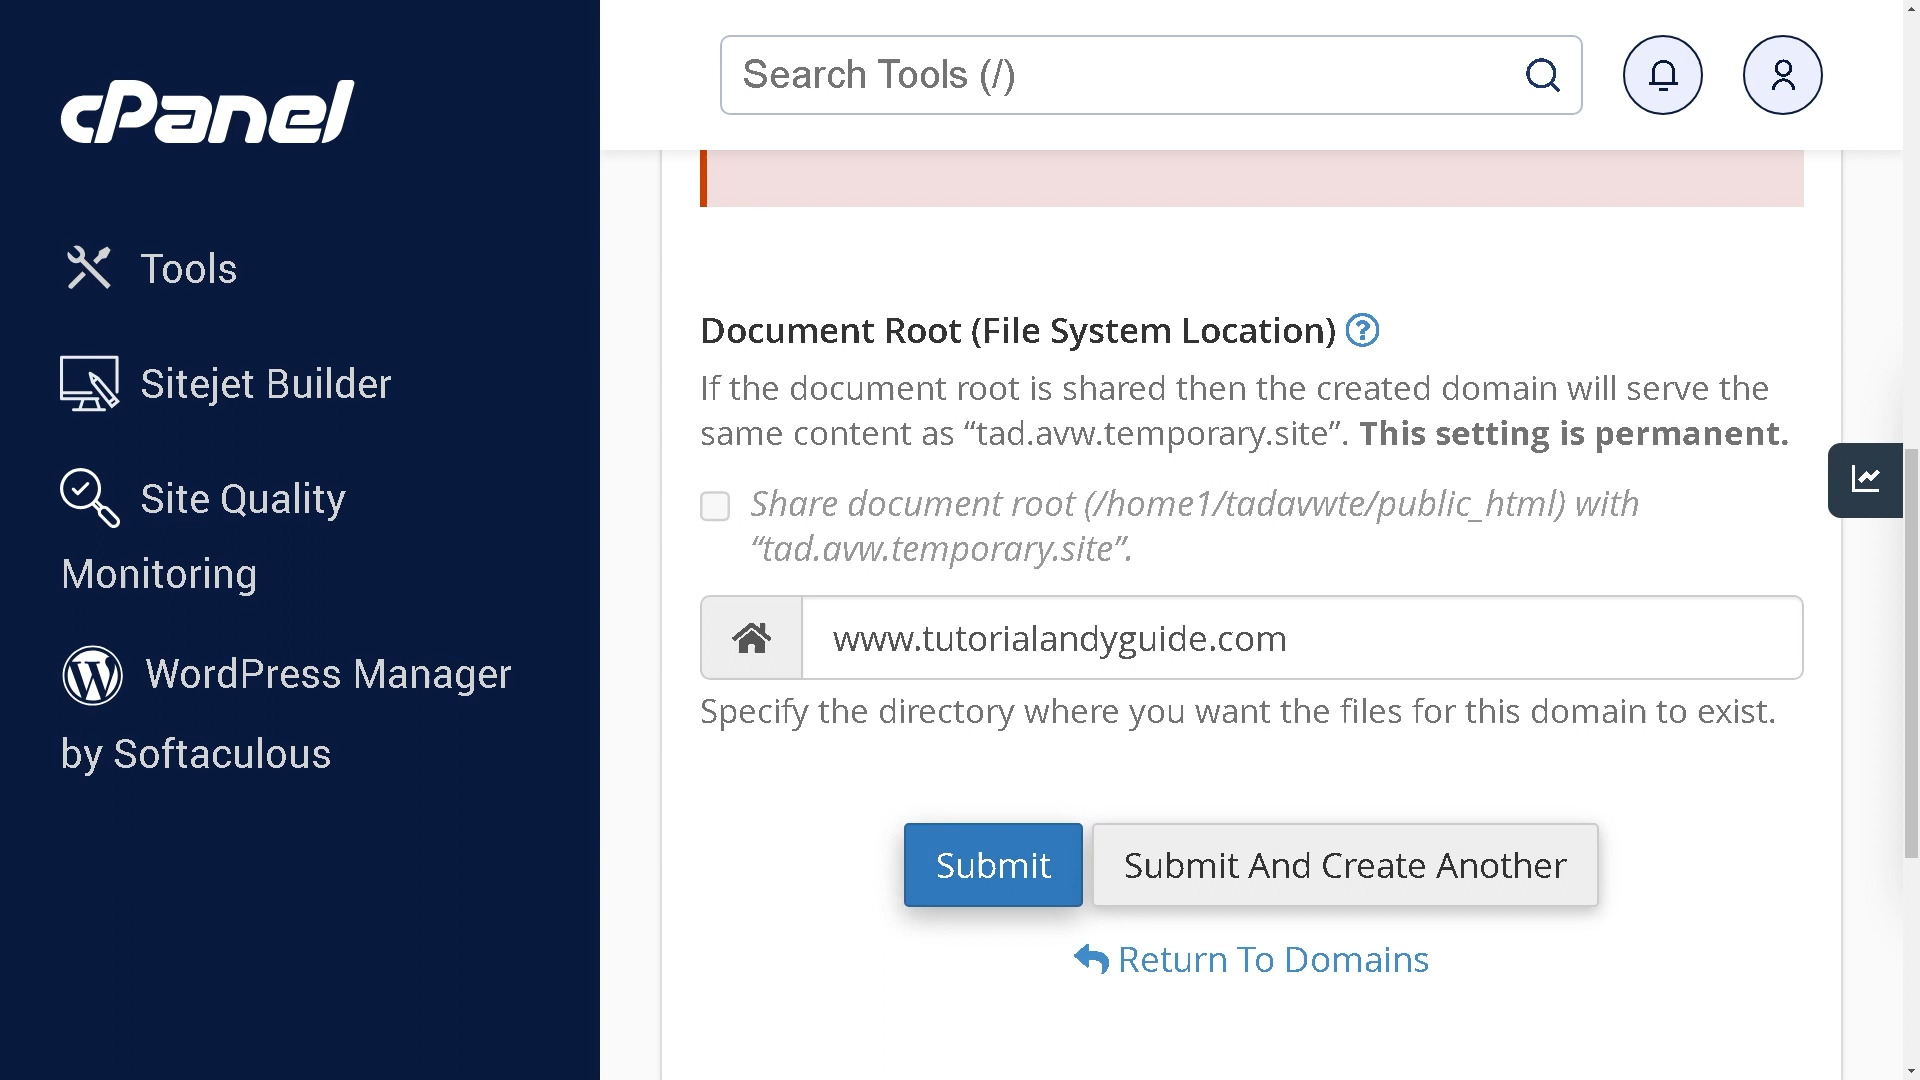 cPanel
Search Tools (/)
Tools
Sitejet Builder
Site Quality
Monitoring
WordPress Manager
by Softaculous
Document Root (File System Location)
If the document root is shared then the created domain will serve the
same content as “tad.avw.temporary.site”. This setting is permanent.
Share document root (/home1/tadavwte/public_html) with
“tad.avw.temporary.site”.
www.tutorialandyguide.com
Specify the directory where you want the files for this domain to exist.
Submit
Submit And Create Another
Return To Domains